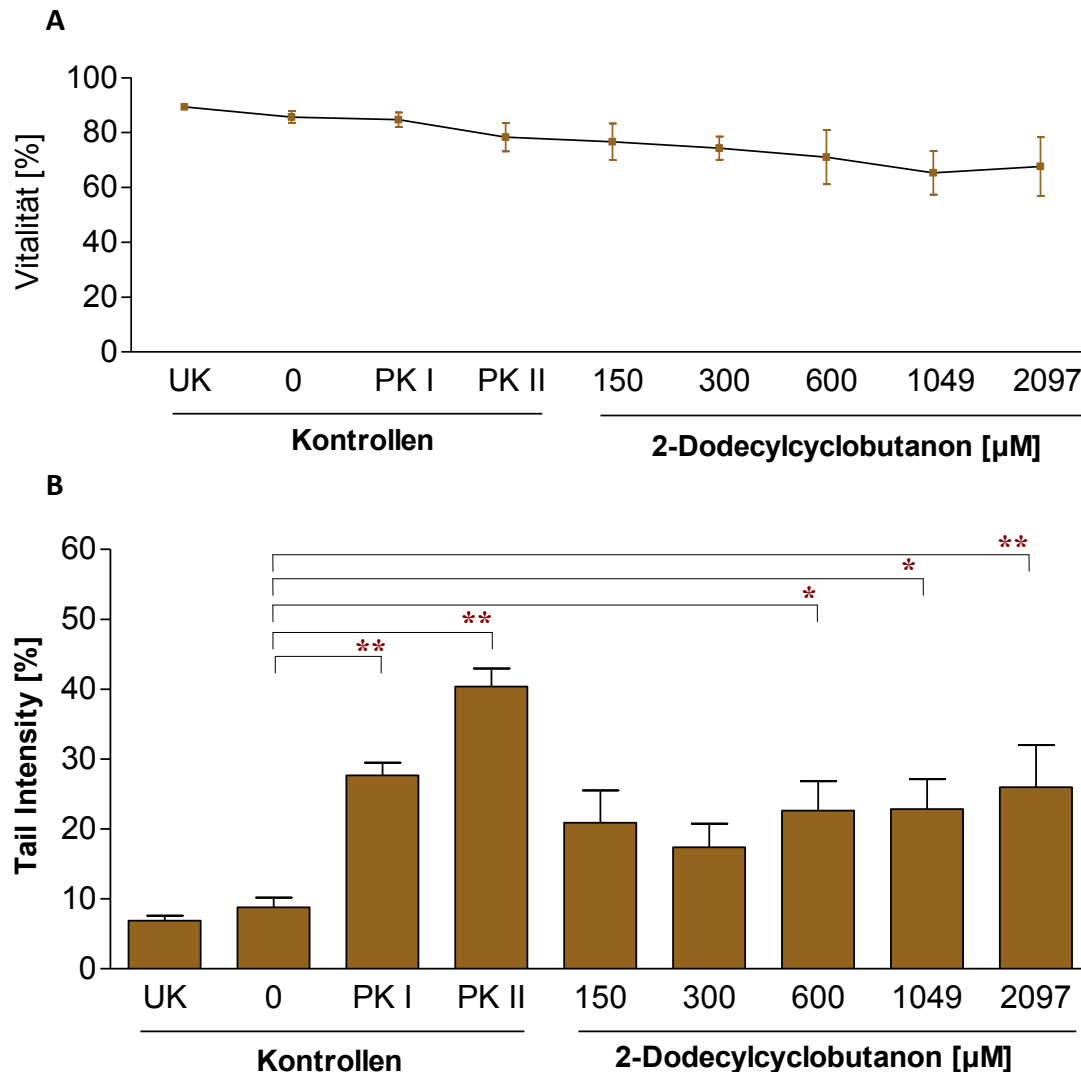 A
Vitalität [%]
100
80
60
40
20
0
UK 0 PK I PK II 150 300 600 1049 2097
Kontrollen 2-Dodecylcyclobutanon [µM]
B
Tail Intensity [%]
60
50
40
30
20
10
0
**
*
*
**
**
UK 0 PK I PK II 150 300 600 1049 2097
Kontrollen 2-Dodecylcyclobutanon [µM]